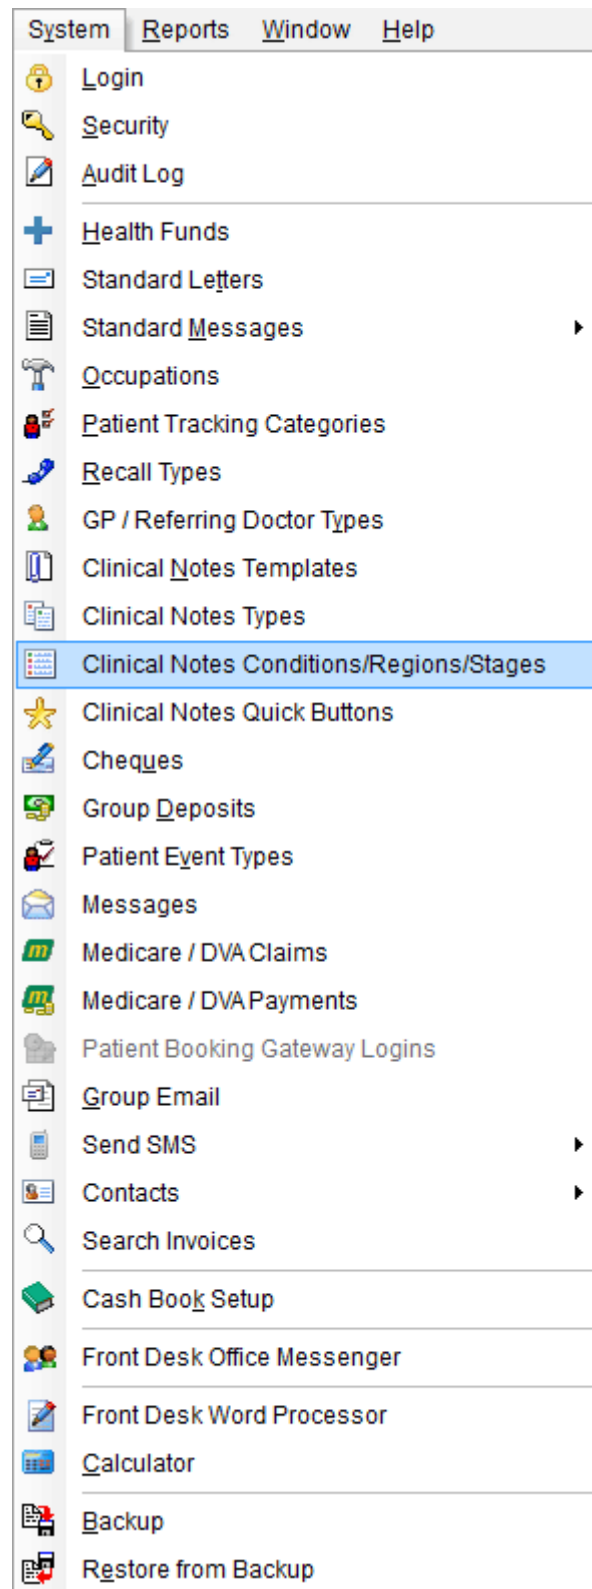 System Reports Window Help
Login
Security
Audit Log
Health Funds
Standard Letters
Standard Messages
Occupations
Patient Tracking Categories
Recall Types
GP / Referring Doctor Types
Clinical Notes Templates
Clinical Notes Types
Clinical Notes Conditions/Regions/Stages
Clinical Notes Quick Buttons
Cheques
Group Deposits
Patient Event Types
Messages
Medicare / DVA Claims
Medicare / DVA Payments
Patient Booking Gateway Logins
Group Email
Send SMS
Contacts
Search Invoices
Cash Book Setup
Front Desk Office Messenger
Front Desk Word Processor
Calculator
Backup
Restore from Backup